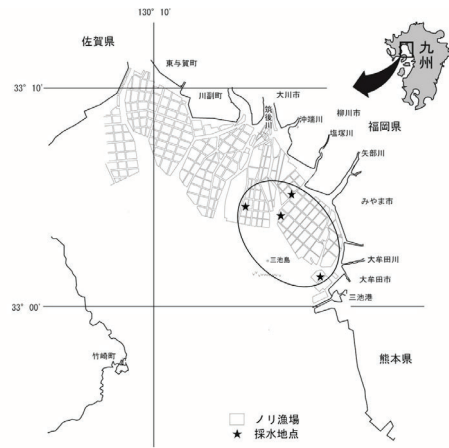 130° 10'
佐賀県
33° 10'
東与賀町
川副町
大川市
筑後川
沖端川
柳川市
塩塚川
福岡県
矢部川
みやま市
九州
三池島
大牟田川
大牟田市
三池港
33° 00'
竹崎町
熊本県
ノリ漁場
採水地点